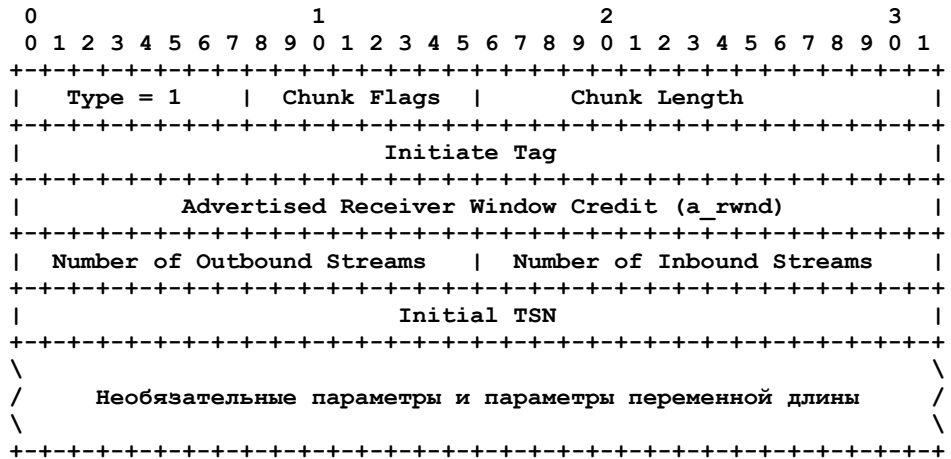 0                   1                   2                   3
0 1 2 3 4 5 6 7 8 9 0 1 2 3 4 5 6 7 8 9 0 1 2 3 4 5 6 7 8 9 0 1
+-+-+-+-+-+-+-+-+-+-+-+-+-+-+-+-+-+-+-+-+-+-+-+-+-+-+-+-+-+-+-+-+
|   Type = 1    |  Chunk Flags  |      Chunk Length             |
+-+-+-+-+-+-+-+-+-+-+-+-+-+-+-+-+-+-+-+-+-+-+-+-+-+-+-+-+-+-+-+-+
|                         Initiate Tag                          |
+-+-+-+-+-+-+-+-+-+-+-+-+-+-+-+-+-+-+-+-+-+-+-+-+-+-+-+-+-+-+-+-+
|           Advertised Receiver Window Credit (a_rwnd)          |
+-+-+-+-+-+-+-+-+-+-+-+-+-+-+-+-+-+-+-+-+-+-+-+-+-+-+-+-+-+-+-+-+
|  Number of Outbound Streams   |  Number of Inbound Streams    |
+-+-+-+-+-+-+-+-+-+-+-+-+-+-+-+-+-+-+-+-+-+-+-+-+-+-+-+-+-+-+-+-+
|                          Initial TSN                          |
+-+-+-+-+-+-+-+-+-+-+-+-+-+-+-+-+-+-+-+-+-+-+-+-+-+-+-+-+-+-+-+-+
\                                                               \
/     Необязательные параметры и параметры переменной длины     /
\                                                               \
+-+-+-+-+-+-+-+-+-+-+-+-+-+-+-+-+-+-+-+-+-+-+-+-+-+-+-+-+-+-+-+-+